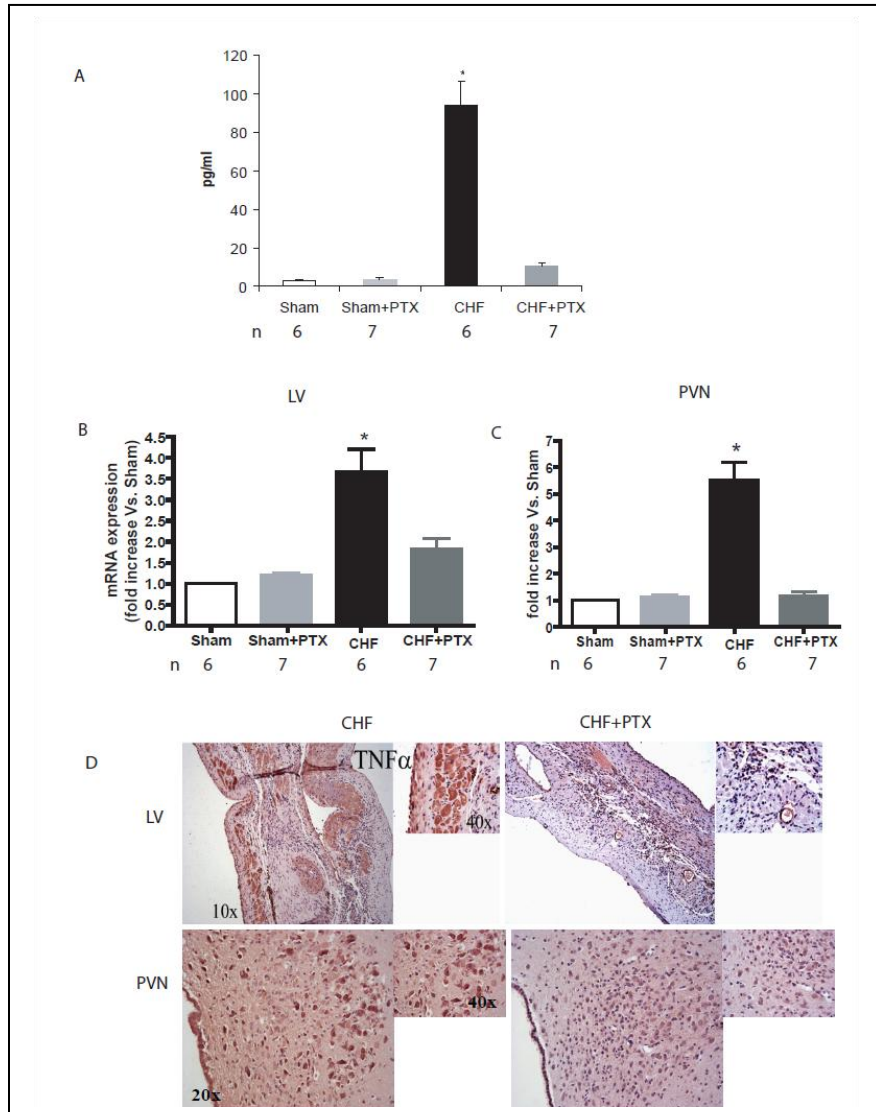 A
120
100
80
60
40
20
0
pg/ml
*
Sham Sham+PTX CHF CHF+PTX
n 6 7 6 7
LV
B
4.5
4.0
3.5
3.0
2.5
2.0
1.5
1.0
0.5
0.0
mRNA expression
(fold increase Vs. Sham)
*
Sham Sham+PTX CHF CHF+PTX
n 6 7 6 7
PVN
C
7
6
5
4
3
2
1
0
fold increase Vs. Sham
*
Sham Sham+PTX CHF CHF+PTX
n 6 7 6 7
CHF CHF+PTX
D
TNFα
LV
40x
10x
PVN
40x
20x